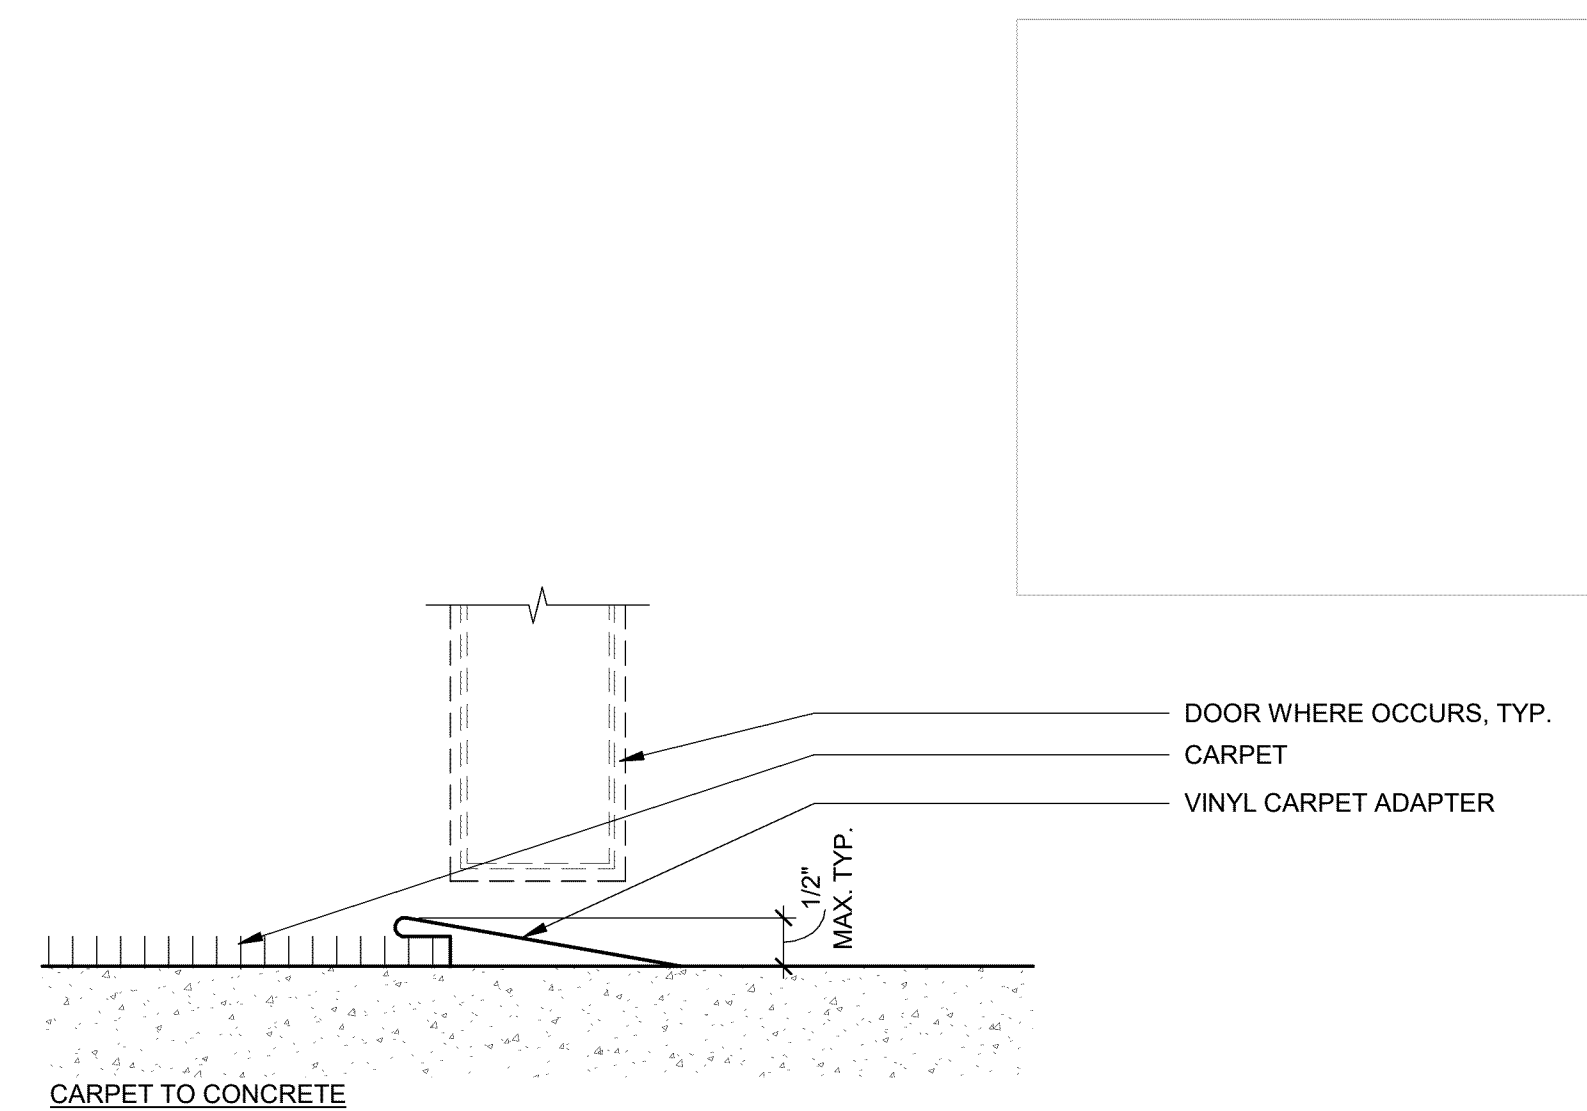 DOOR WHERE OCCURS, TYP.
CARPET
VINYL CARPET ADAPTER
1/2"
MAX. TYP.
CARPET TO CONCRETE